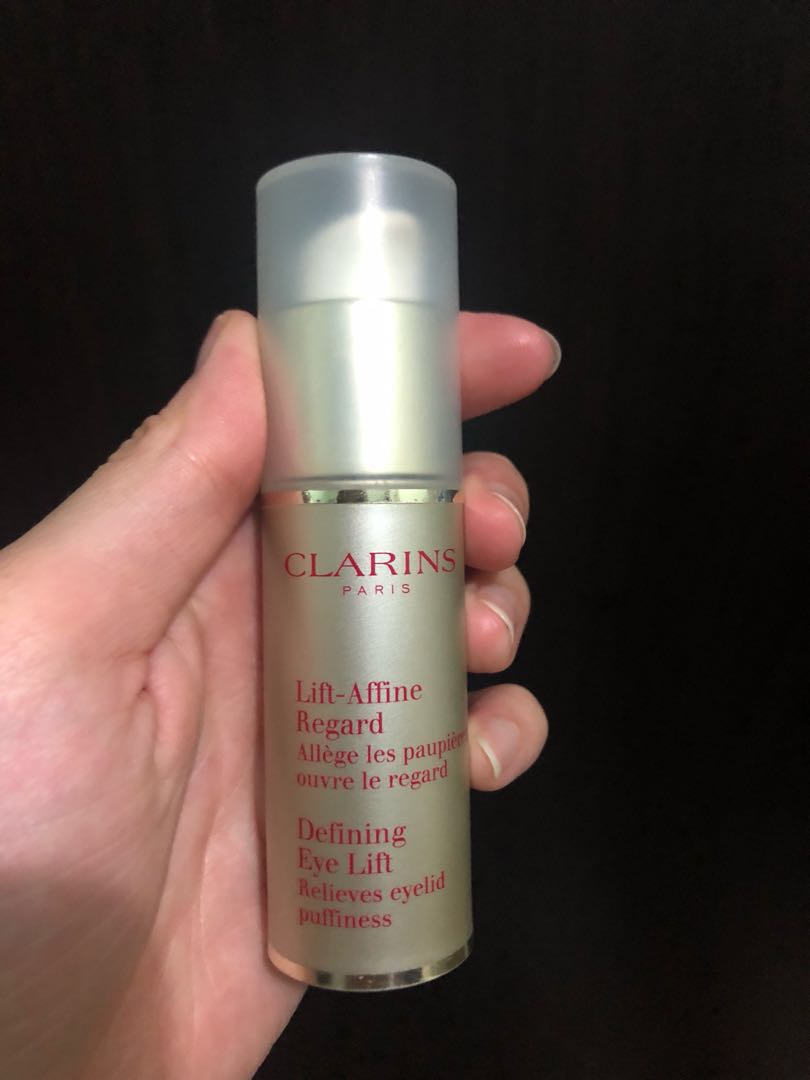 CLARINS
PARIS
Lift-Affine
Regard
Allège les
ouvre le regard
Defining
Eye Lift
Relieves eyelid
puffiness